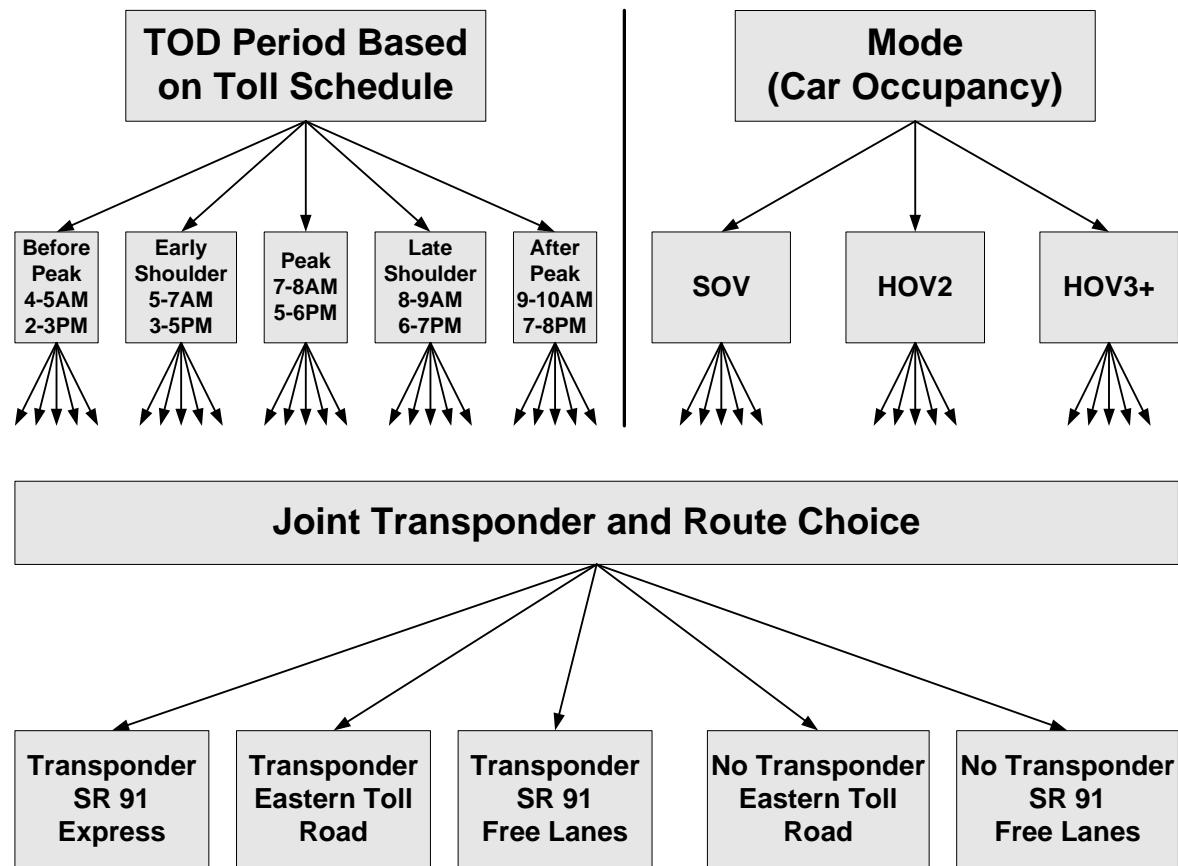 TOD Period Based
on Toll Schedule
Mode
(Car Occupancy)
Before
Peak
4-5AM
2-3PM
Early
Shoulder
5-7AM
3-5PM
Peak
7-8AM
5-6PM
Late
Shoulder
8-9AM
6-7PM
After
Peak
9-10AM
7-8PM
SOV
HOV2
HOV3+
Joint Transponder and Route Choice
Transponder
SR 91
Express
Transponder
Eastern Toll
Road
Transponder
SR 91
Free Lanes
No Transponder
Eastern Toll
Road
No Transponder
SR 91
Free Lanes